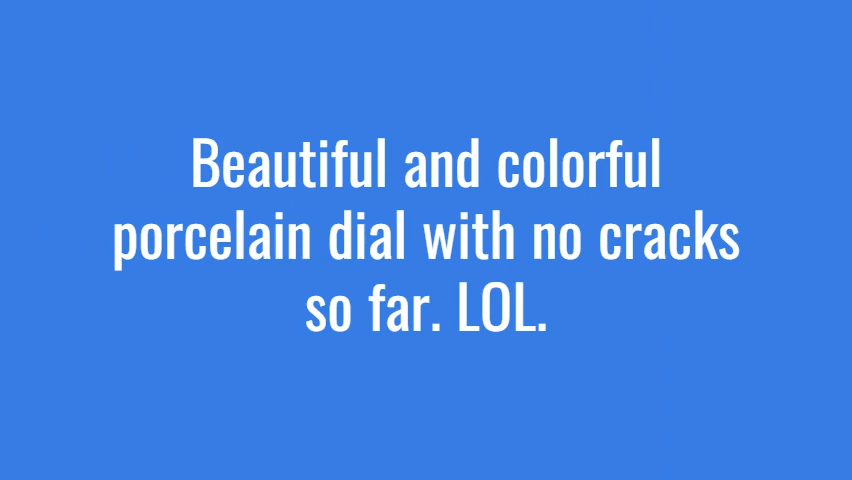 Beautiful and colorful
porcelain dial with no cracks
so far. LOL.